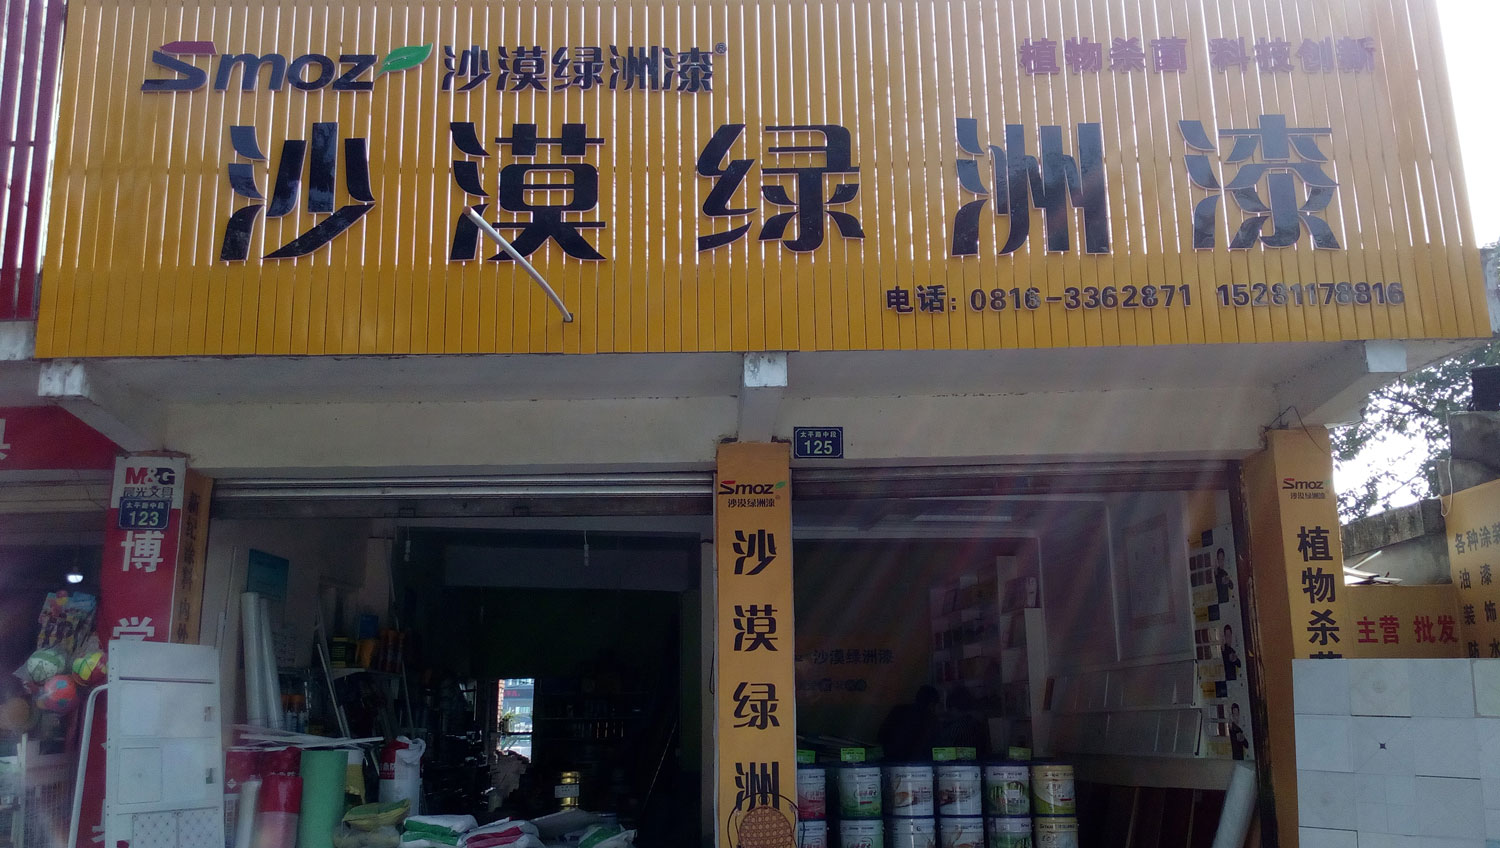 Smoz 沙漠绿洲漆®
植物杀菌 科技创新
沙漠绿洲漆
电话: 0816-3362871 15281178816
太平路中段
125
M&G
晨光文具
太平路中段
123
博
学
Smoz
沙漠绿洲漆®
沙漠绿洲
沙漠绿洲漆
Smoz
沙漠绿洲漆
植物杀菌
主营 批发
各种涂装
油漆
装饰
防水